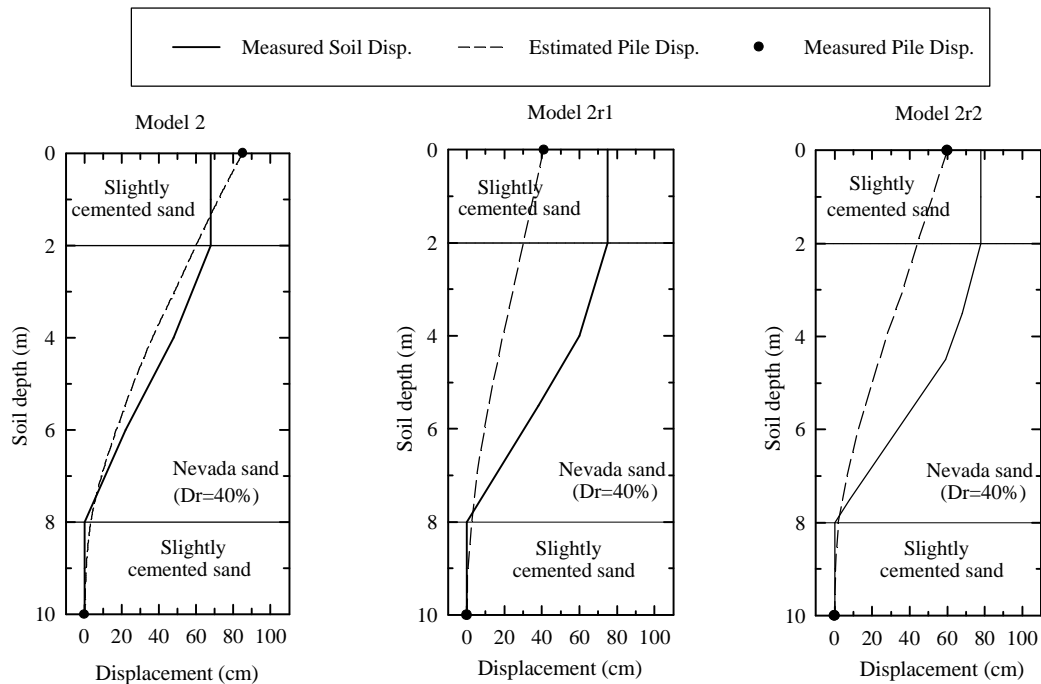 Measured Soil Disp.
Estimated Pile Disp.
Measured Pile Disp.
Model 2
0
2
4
6
8
10
Soil depth (m)
Slightly
cemented sand
Nevada sand
(Dr=40%)
Slightly
cemented sand
0 20 40 60 80 100
Displacement (cm)
Model 2r1
0
2
4
6
8
10
Soil depth (m)
Slightly
cemented sand
Nevada sand
(Dr=40%)
Slightly
cemented sand
0 20 40 60 80 100
Displacement (cm)
Model 2r2
0
2
4
6
8
10
Soil depth (m)
Slightly
cemented sand
Nevada sand
(Dr=40%)
Slightly
cemented sand
0 20 40 60 80 100
Displacement (cm)